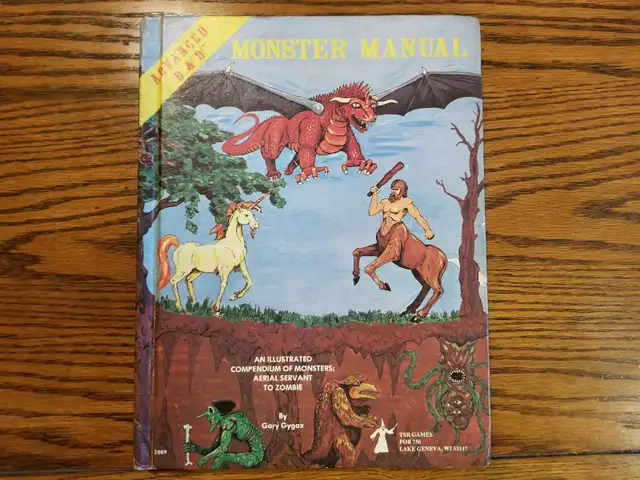 ADVANCED
D & D™
MONSTER MANUAL
AN ILLUSTRATED
COMPENDIUM OF MONSTERS:
AERIAL SERVANT
TO ZOMBIE
By
Gary Gygax
2009
TSR GAMES
POB 756
LAKE GENEVA, WI 53147